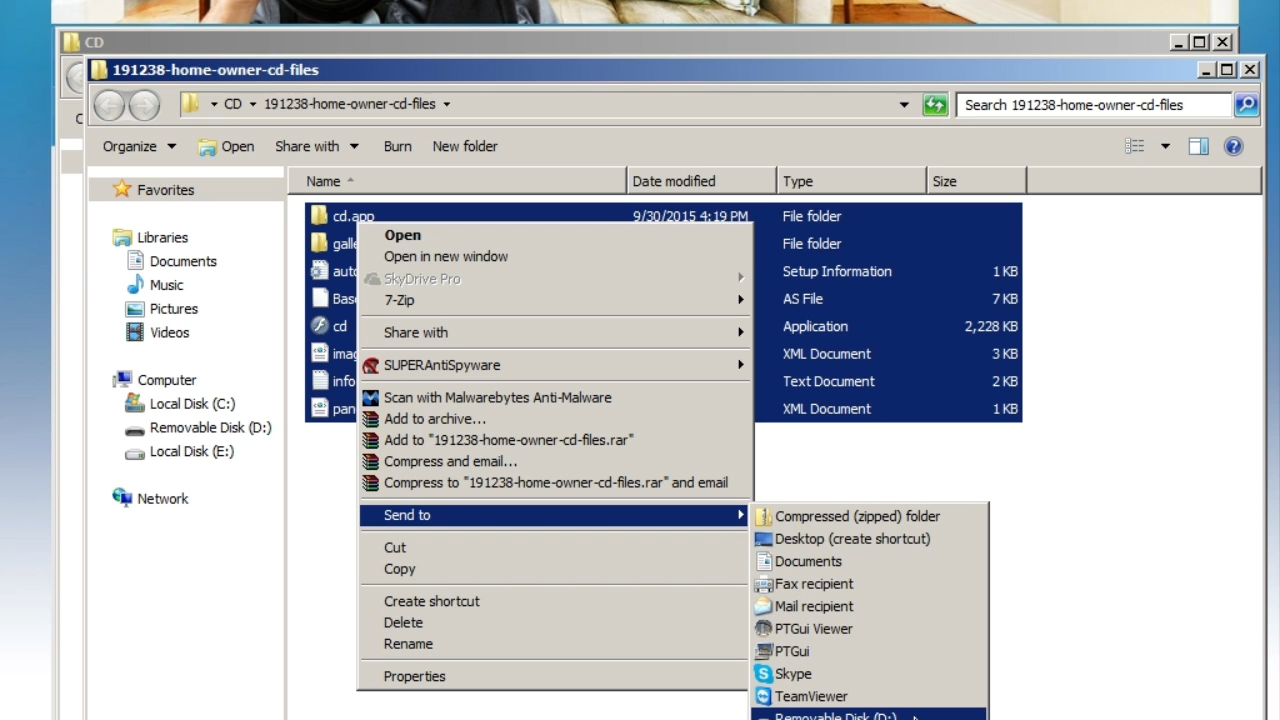 CD
191238-home-owner-cd-files
CD 191238-home-owner-cd-files
Search 191238-home-owner-cd-files
Organize Open Share with Burn New folder
Name Date modified Type Size
Favorites
Libraries
Documents
Music
Pictures
Videos
Computer
Local Disk (C:)
Removable Disk (D:)
Local Disk (E:)
Network
cd.app 9/30/2015 4:19 PM File folder
File folder
Setup Information 1 KB
AS File 7 KB
cd Application 2,228 KB
XML Document 3 KB
info Text Document 2 KB
XML Document 1 KB
Open
Open in new window
SkyDrive Pro
7-Zip
Share with
SUPERAntiSpyware
Scan with Malwarebytes Anti-Malware
Add to archive...
Add to "191238-home-owner-cd-files.rar"
Compress and email...
Compress to "191238-home-owner-cd-files.rar" and email
Send to
Cut
Copy
Create shortcut
Delete
Rename
Properties
Compressed (zipped) folder
Desktop (create shortcut)
Documents
Fax recipient
Mail recipient
PTGui Viewer
PTGui
Skype
TeamViewer
Removable Disk (D:)